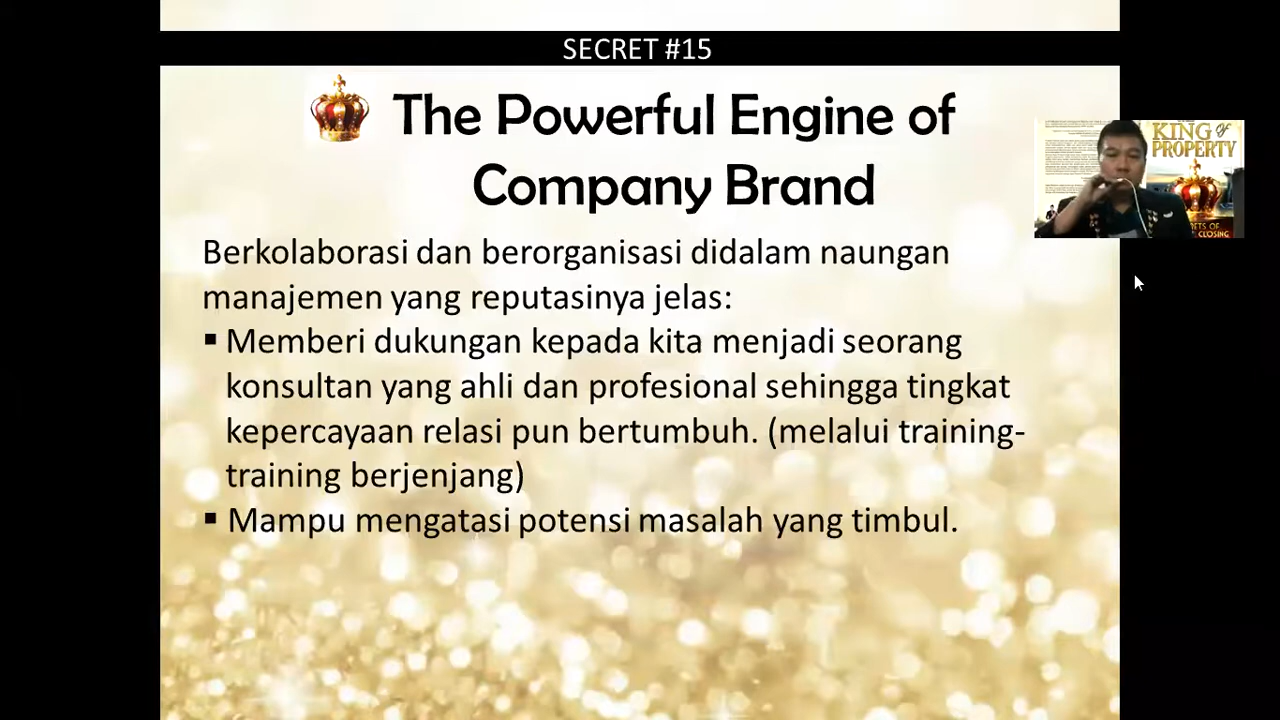 SECRET #15
The Powerful Engine of
Company Brand
KING of
PROPERTY
CLOSING
Berkolaborasi dan berorganisasi didalam naungan
manajemen yang reputasinya jelas:
▪ Memberi dukungan kepada kita menjadi seorang
konsultan yang ahli dan profesional sehingga tingkat
kepercayaan relasi pun bertumbuh. (melalui training-
training berjenjang)
▪ Mampu mengatasi potensi masalah yang timbul.